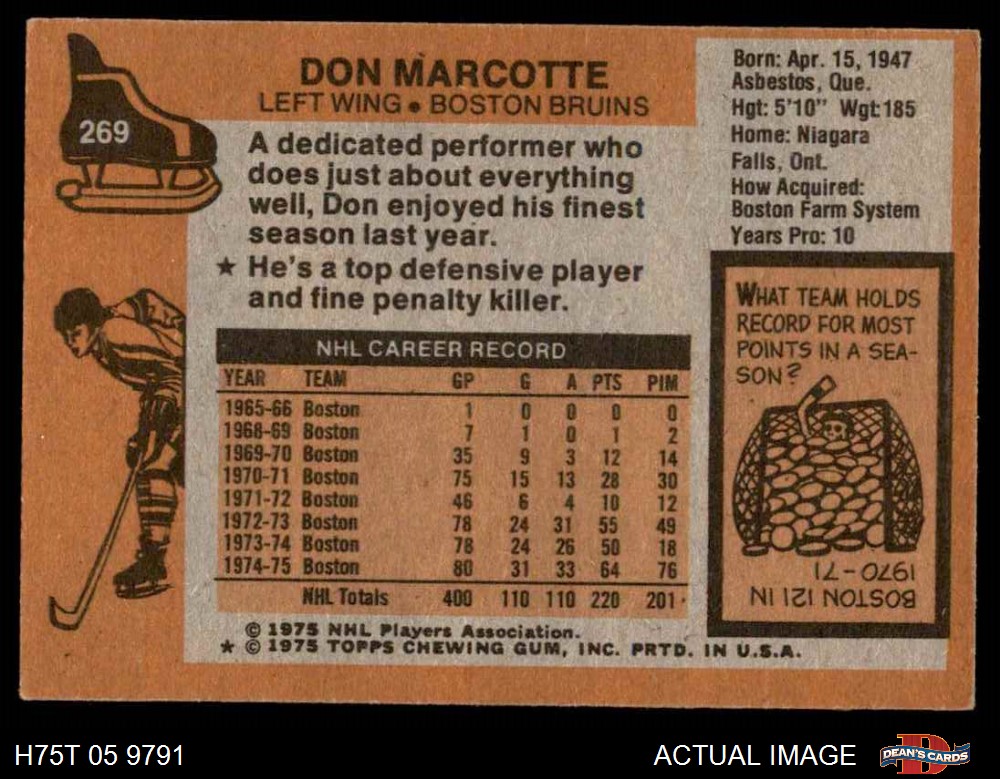 269
DON MARCOTTE
LEFT WING • BOSTON BRUINS
A dedicated performer who
does just about everything
well, Don enjoyed his finest
season last year.
★ He's a top defensive player
and fine penalty killer.
Born: Apr. 15, 1947
Asbestos, Que.
Hgt: 5'10" Wgt:185
Home: Niagara
Falls, Ont.
How Acquired:
Boston Farm System
Years Pro: 10
NHL CAREER RECORD
YEAR TEAM GP G A PTS PIM
1965-66 Boston 1 0 0 0 0
1968-69 Boston 7 1 0 1 2
1969-70 Boston 35 9 3 12 14
1970-71 Boston 75 15 13 28 30
1971-72 Boston 46 6 4 10 12
1972-73 Boston 78 24 31 55 49
1973-74 Boston 78 24 26 50 18
1974-75 Boston 80 31 33 64 76
NHL Totals 400 110 110 220 201
WHAT TEAM HOLDS
RECORD FOR MOST
POINTS IN A SEA-
SON?
BOSTON 121 IN
1970-71
© 1975 NHL Players Association.
★ © 1975 TOPPS CHEWING GUM, INC. PRTD. IN U.S.A.
H75T 05 9791
ACTUAL IMAGE
DEAN'S CARDS